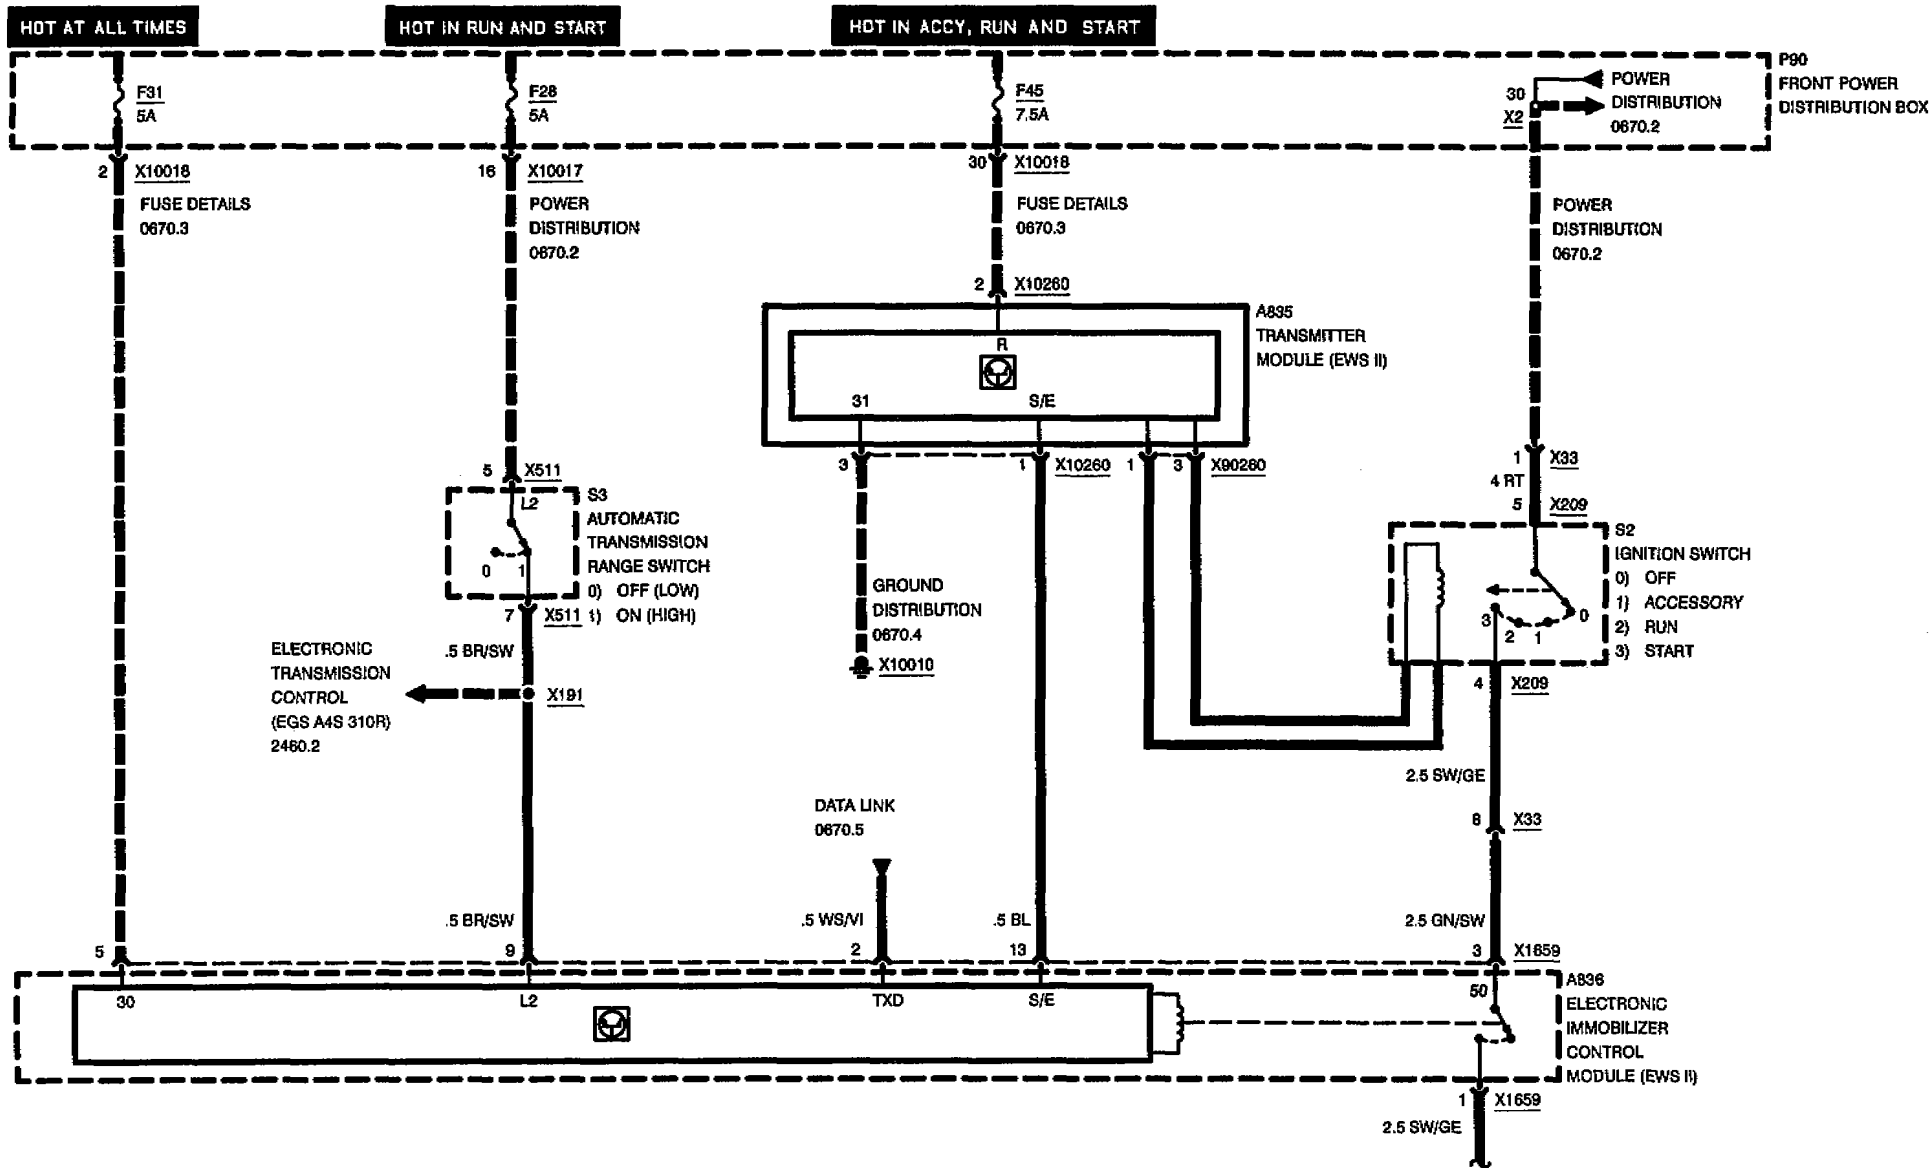 HOT AT ALL TIMES
HOT IN RUN AND START
HOT IN ACCY, RUN AND START
P90
FRONT POWER
DISTRIBUTION BOX
F31
5A
F28
5A
F45
7.5A
30
X2
POWER
DISTRIBUTION
0670.2
2
X10018
FUSE DETAILS
0670.3
16
X10017
POWER
DISTRIBUTION
0670.2
30
X10018
FUSE DETAILS
0670.3
POWER
DISTRIBUTION
0670.2
2
X10260
A835
TRANSMITTER
MODULE (EWS II)
R
31
S/E
3
1
X10260
1
3
X90260
5
X511
S3
L2
AUTOMATIC
TRANSMISSION
RANGE SWITCH
0) OFF (LOW)
1) ON (HIGH)
0
1
7
X511
.5 BR/SW
X191
ELECTRONIC
TRANSMISSION
CONTROL
(EGS A4S 310R)
2460.2
GROUND
DISTRIBUTION
0670.4
X10010
1
X33
4 RT
5
X209
S2
IGNITION SWITCH
0) OFF
1) ACCESSORY
2) RUN
3) START
3
2
1
0
4
X209
2.5 SW/GE
DATA LINK
0670.5
6
X33
.5 BR/SW
.5 WS/VI
.5 BL
2.5 GN/SW
5
9
2
13
3
X1659
30
L2
TXD
S/E
50
A836
ELECTRONIC
IMMOBILIZER
CONTROL
MODULE (EWS II)
1
X1659
2.5 SW/GE